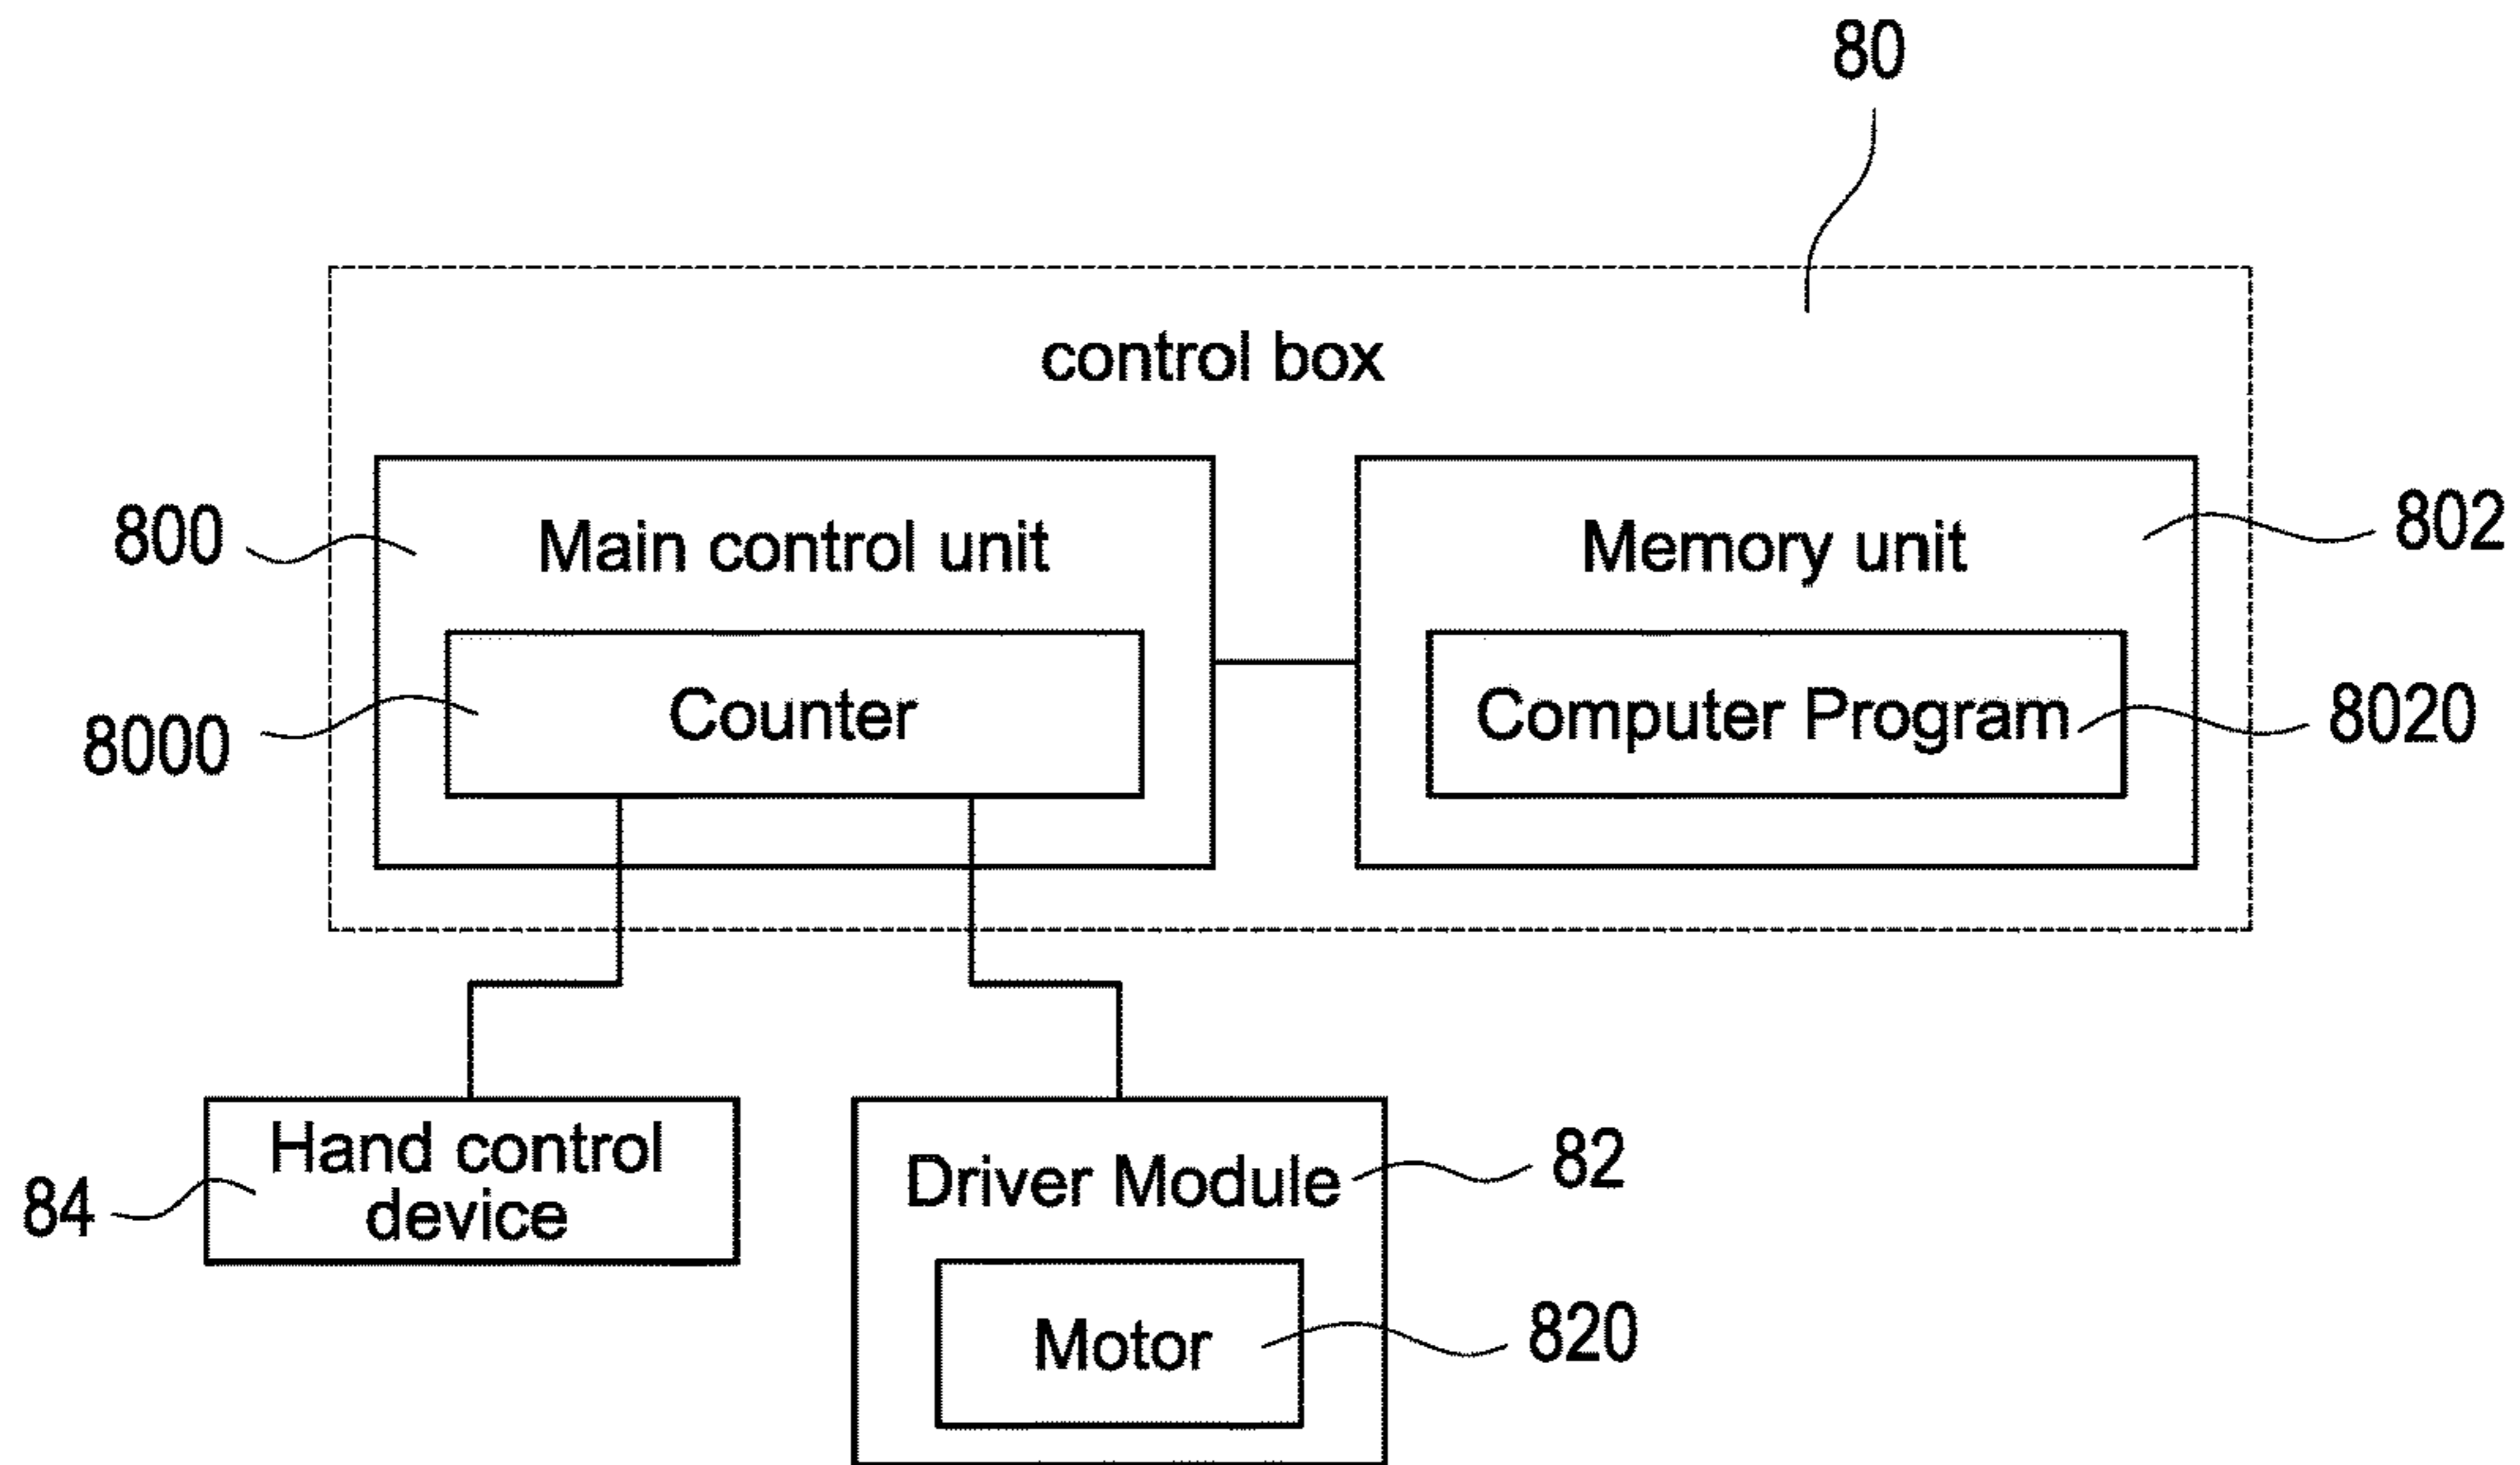 80
control box
800
Main control unit
Memory unit
802
8000
Counter
Computer Program
8020
84
Hand control
device
Driver Module
82
Motor
820